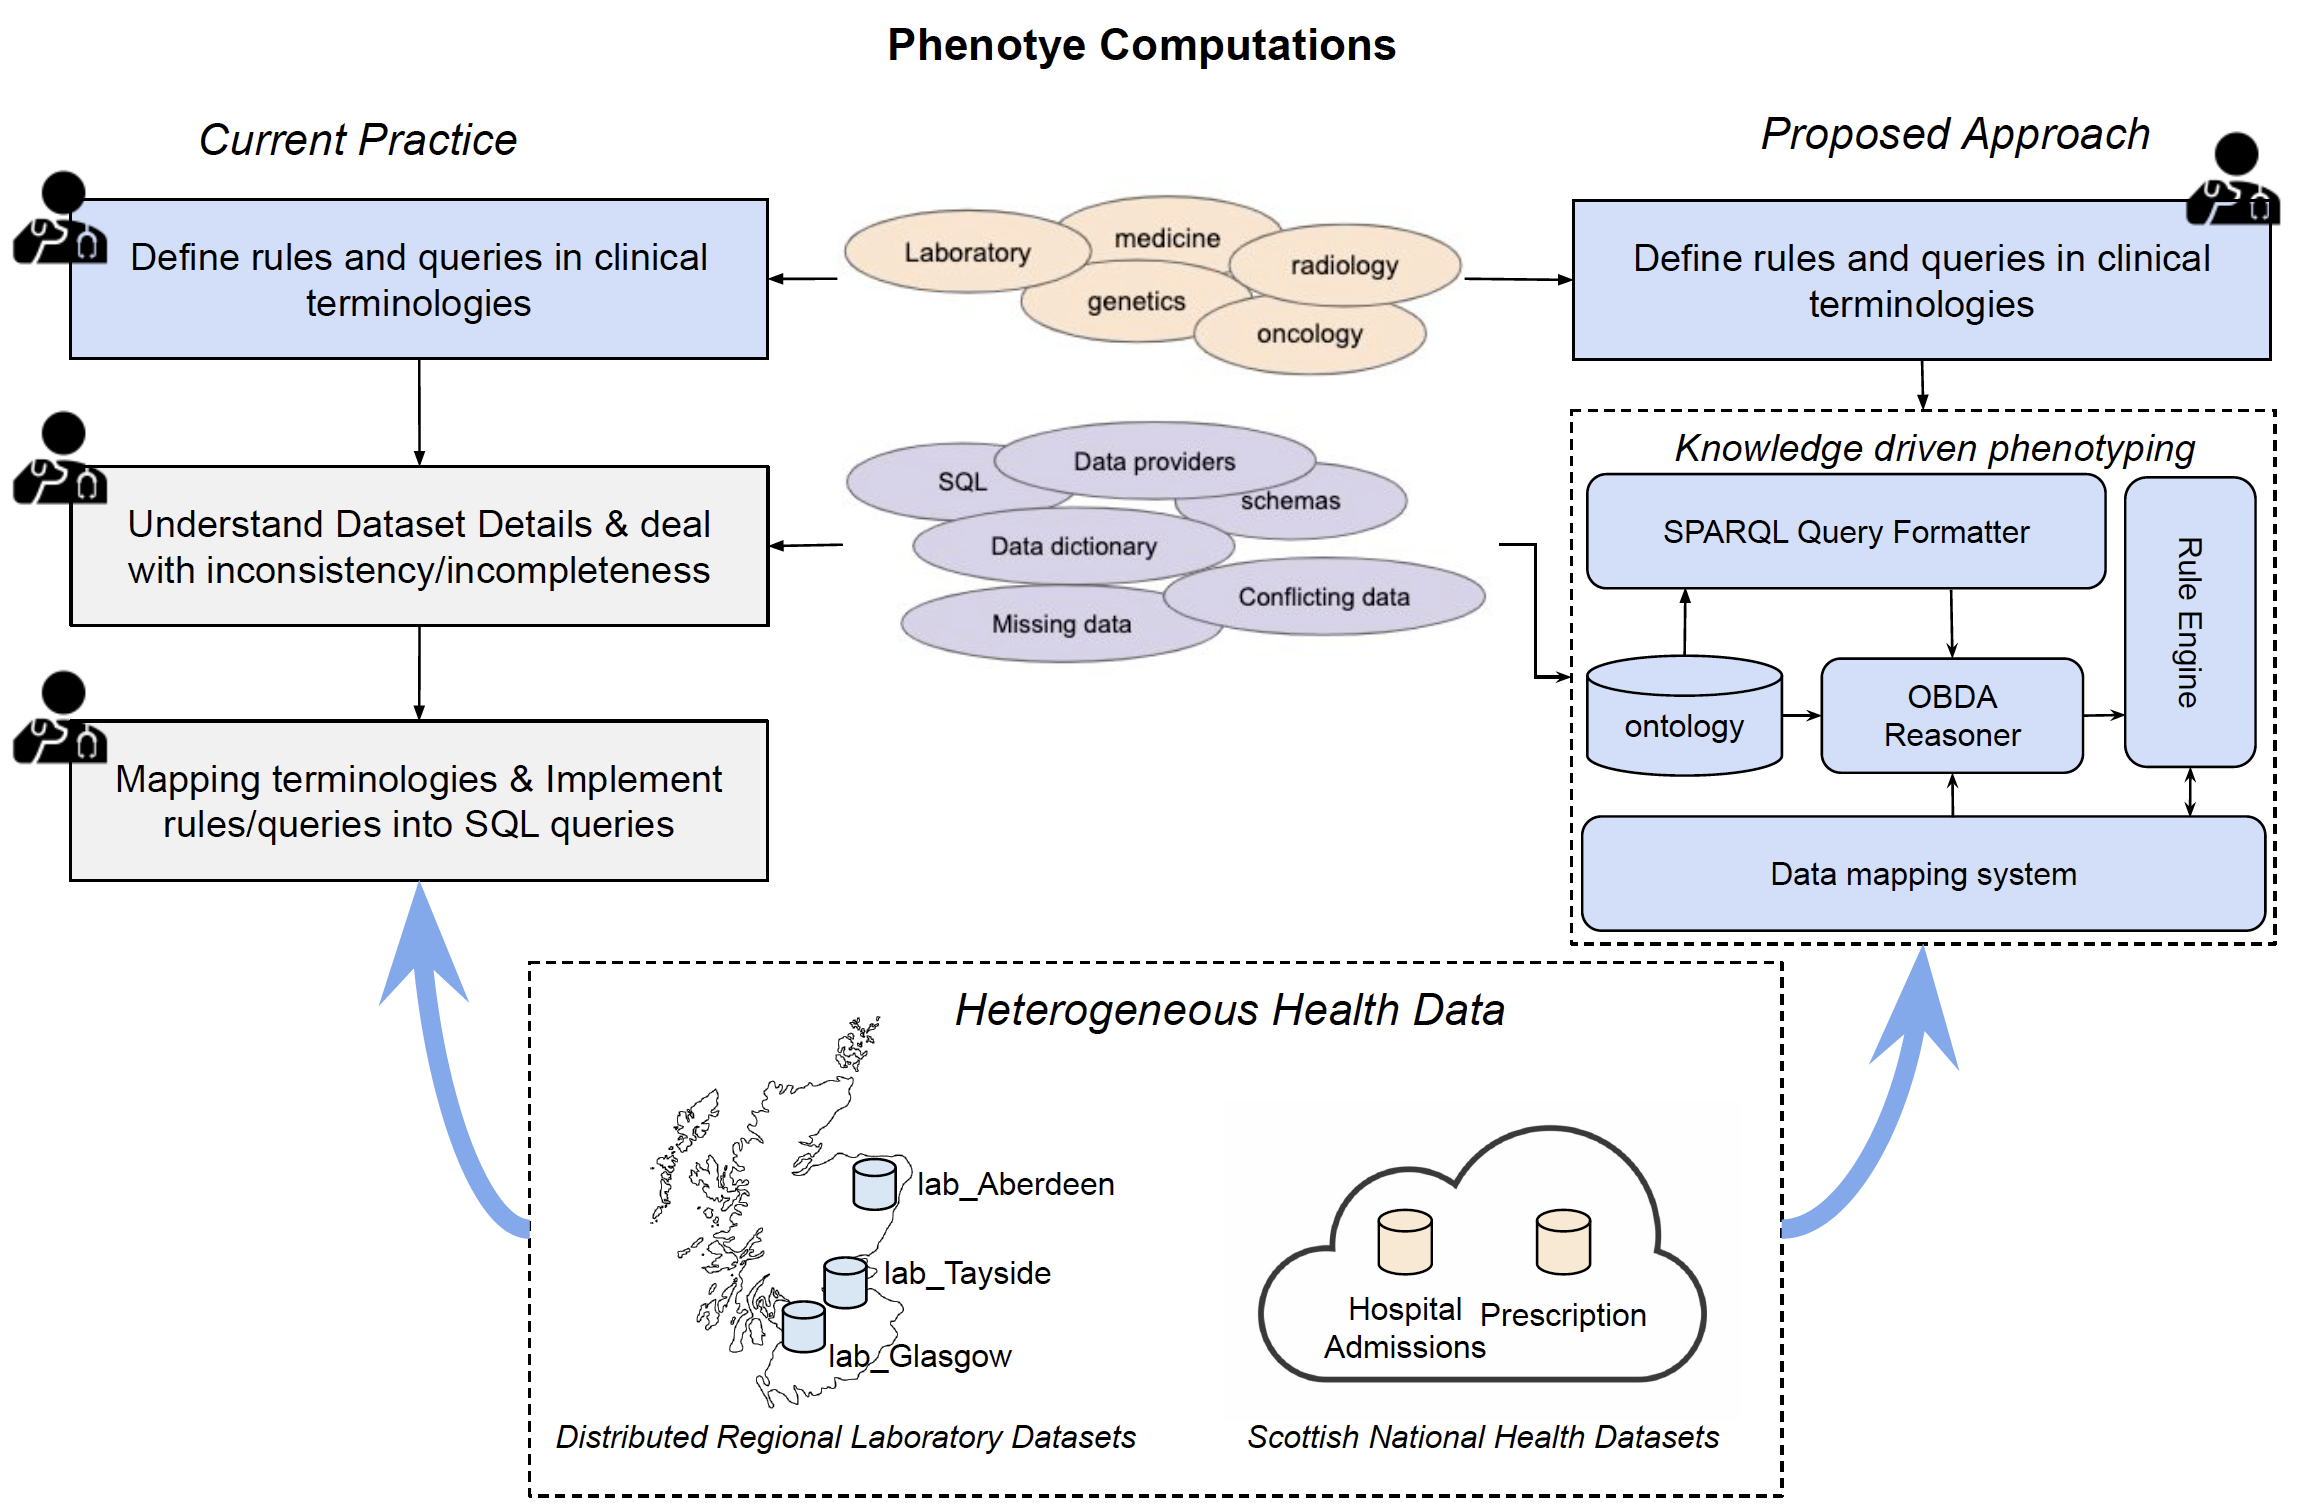 Phenotye Computations
Current Practice
Proposed Approach
Define rules and queries in clinical
terminologies
Laboratory
medicine
radiology
genetics
oncology
Define rules and queries in clinical
terminologies
Understand Dataset Details & deal
with inconsistency/incompleteness
SQL
Data providers
schemas
Data dictionary
Conflicting data
Missing data
Knowledge driven phenotyping
SPARQL Query Formatter
Rule Engine
ontology
OBDA
Reasoner
Data mapping system
Mapping terminologies & Implement
rules/queries into SQL queries
Heterogeneous Health Data
lab_Aberdeen
lab_Tayside
lab_Glasgow
Hospital
Admissions
Prescription
Distributed Regional Laboratory Datasets
Scottish National Health Datasets